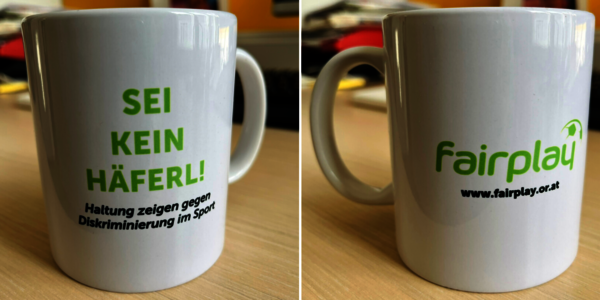 SEI
KEIN
HÄFERL!
Haltung zeigen gegen
Diskriminierung im Sport
fairplay
www.fairplay.or.at